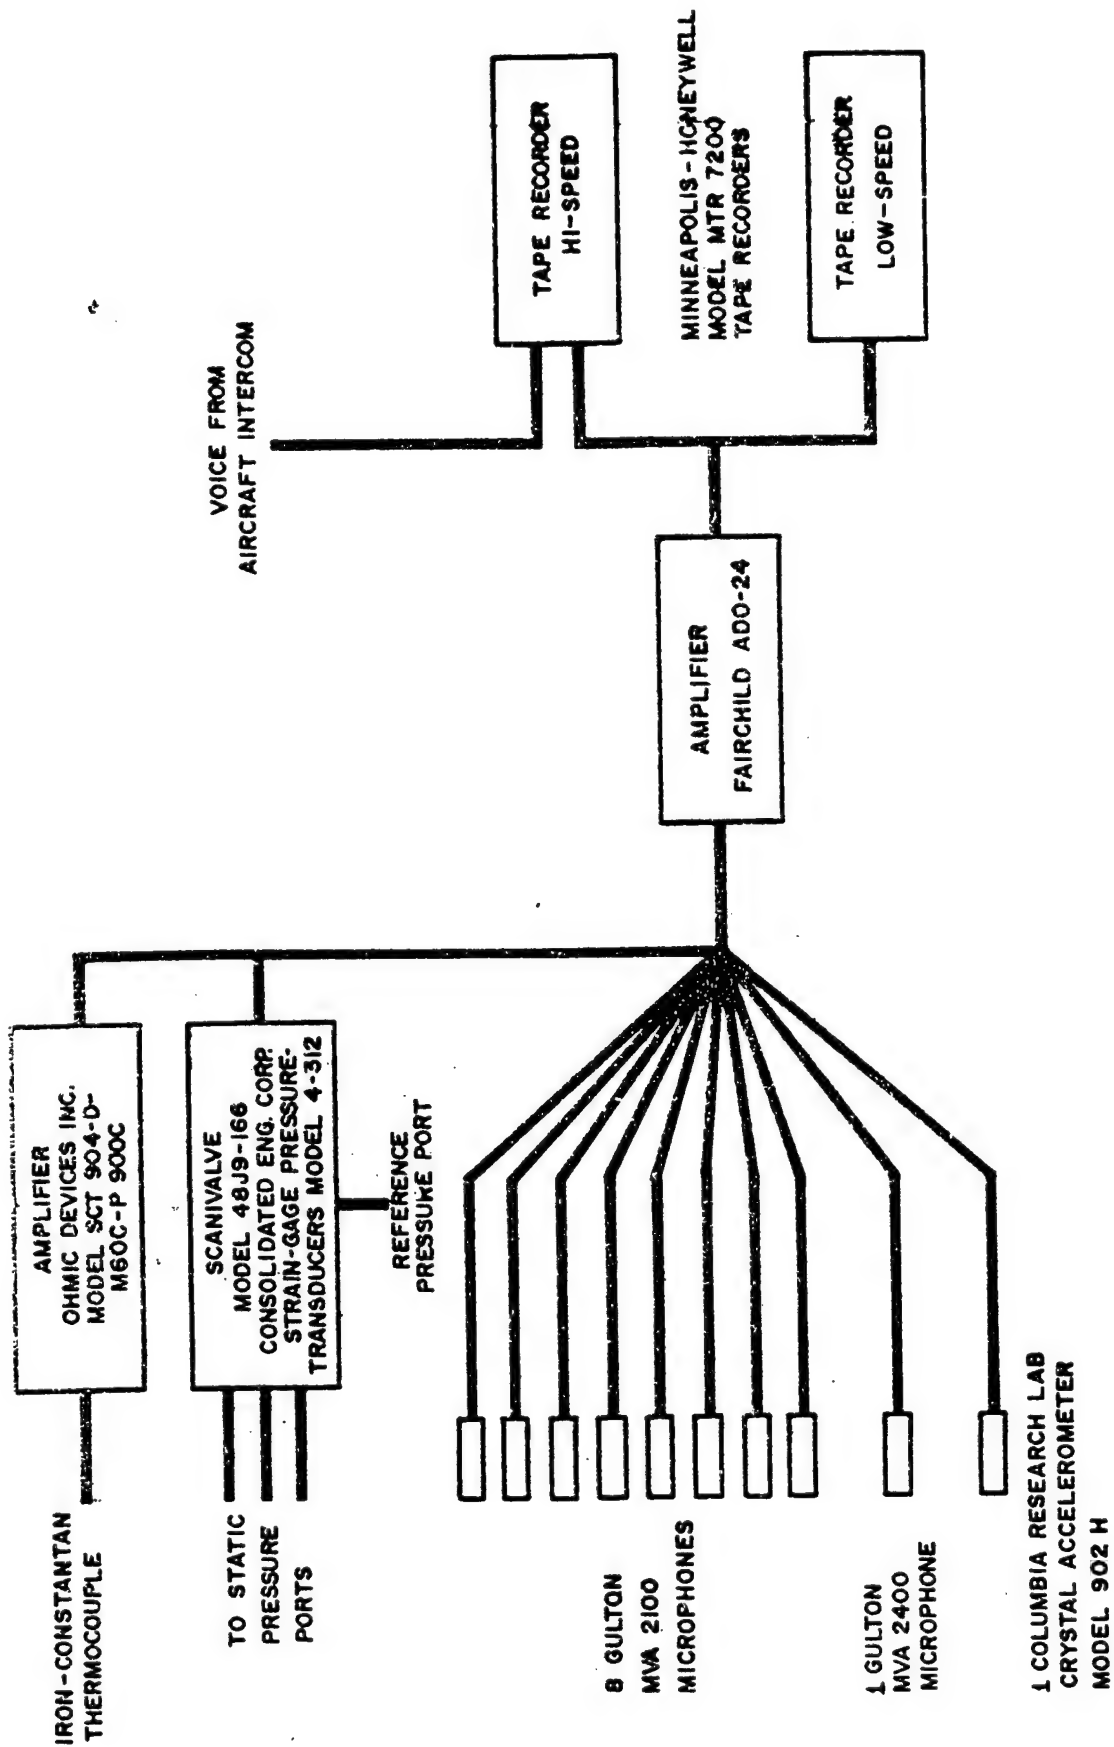 IRON-CONSTANTAN
THERMOCOUPLE
AMPLIFIER
OHMIC DEVICES INC.
MODEL SCT 904-D-
M60C-P 900C
TO STATIC
PRESSURE
PORTS
SCANIVALVE
MODEL 48J9-166
CONSOLIDATED ENG. CORP.
STRAIN-GAGE PRESSURE-
TRANSDUCERS MODEL 4-312
REFERENCE
PRESSURE PORT
8 GULTON
MVA 2100
MICROPHONES
1 GULTON
MVA 2400
MICROPHONE
1 COLUMBIA RESEARCH LAB
CRYSTAL ACCELEROMETER
MODEL 902 H
AMPLIFIER
FAIRCHILD ADO-24
VOICE FROM
AIRCRAFT INTERCOM
TAPE RECORDER
HI-SPEED
MINNEAPOLIS-HONEYWELL
MODEL MTR 7200
TAPE RECORDERS
TAPE RECORDER
LOW-SPEED